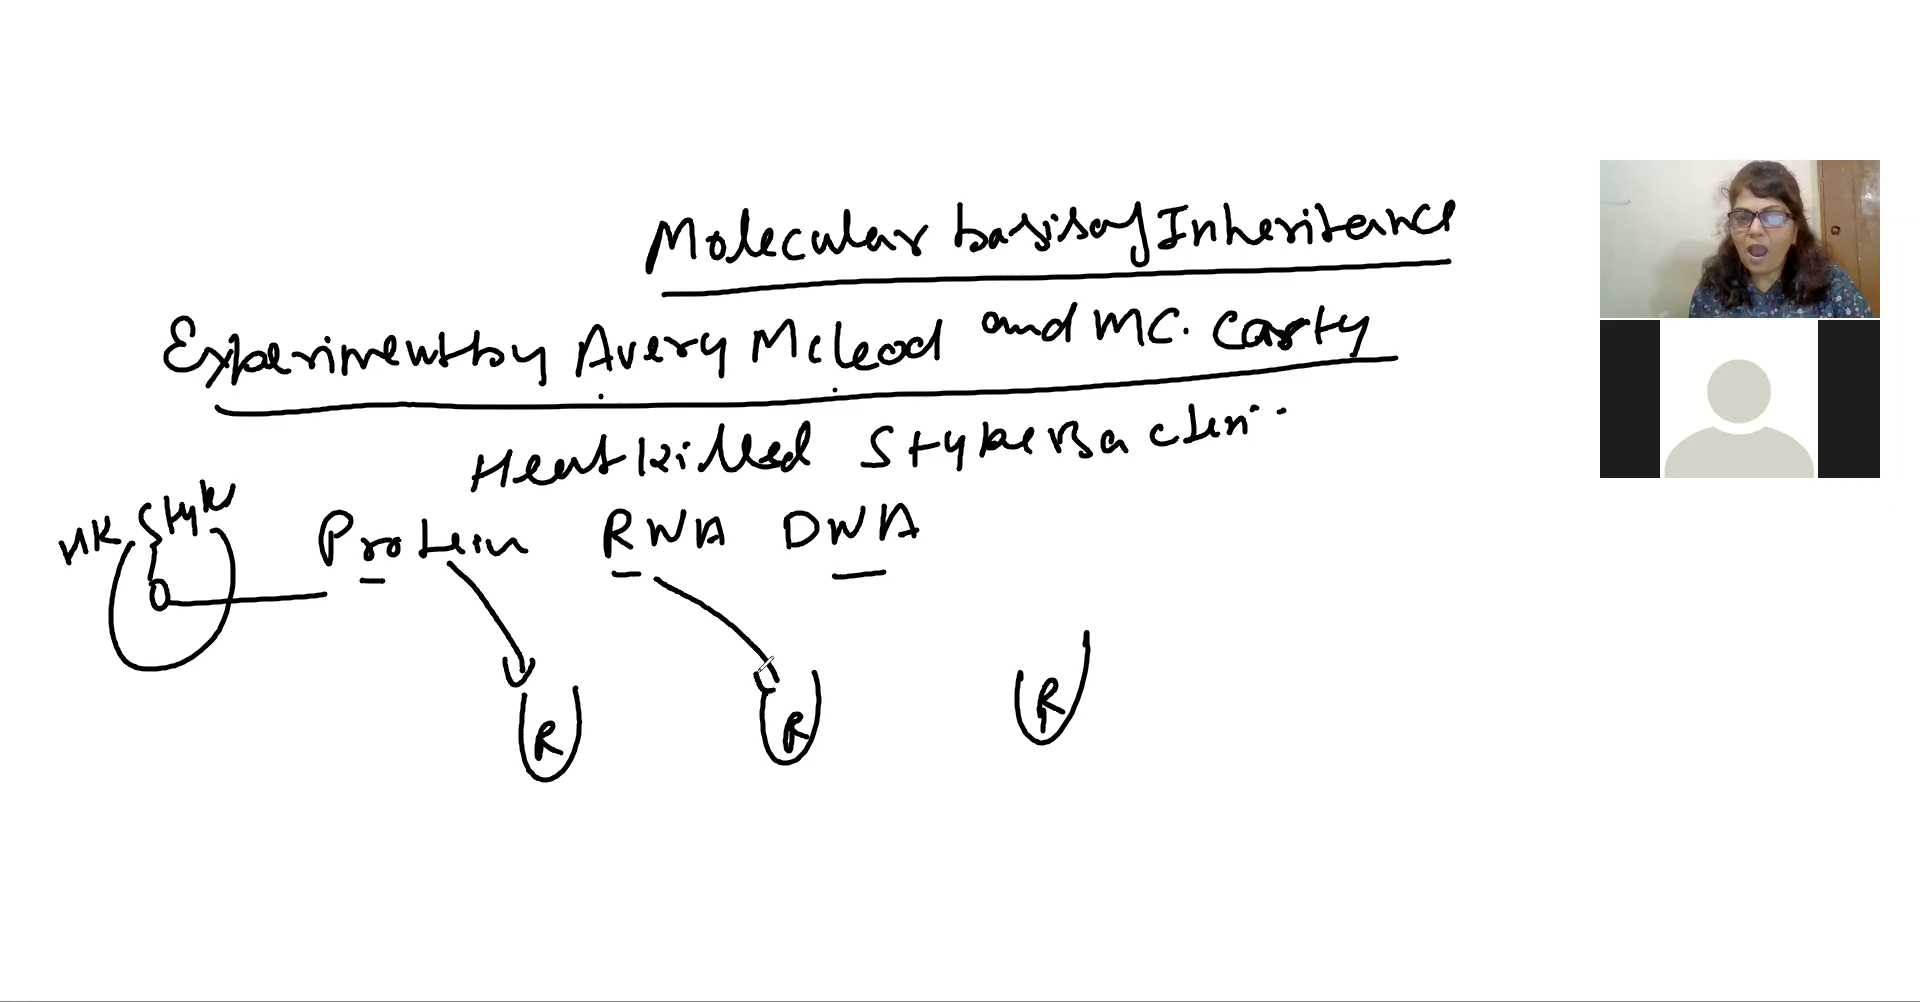 Molecular basis of Inheritance
Experiment by Avery Mcleod and MC. Carty
Heat killed S type Bacteri..
HK S type
Protein RNA DNA
R R R